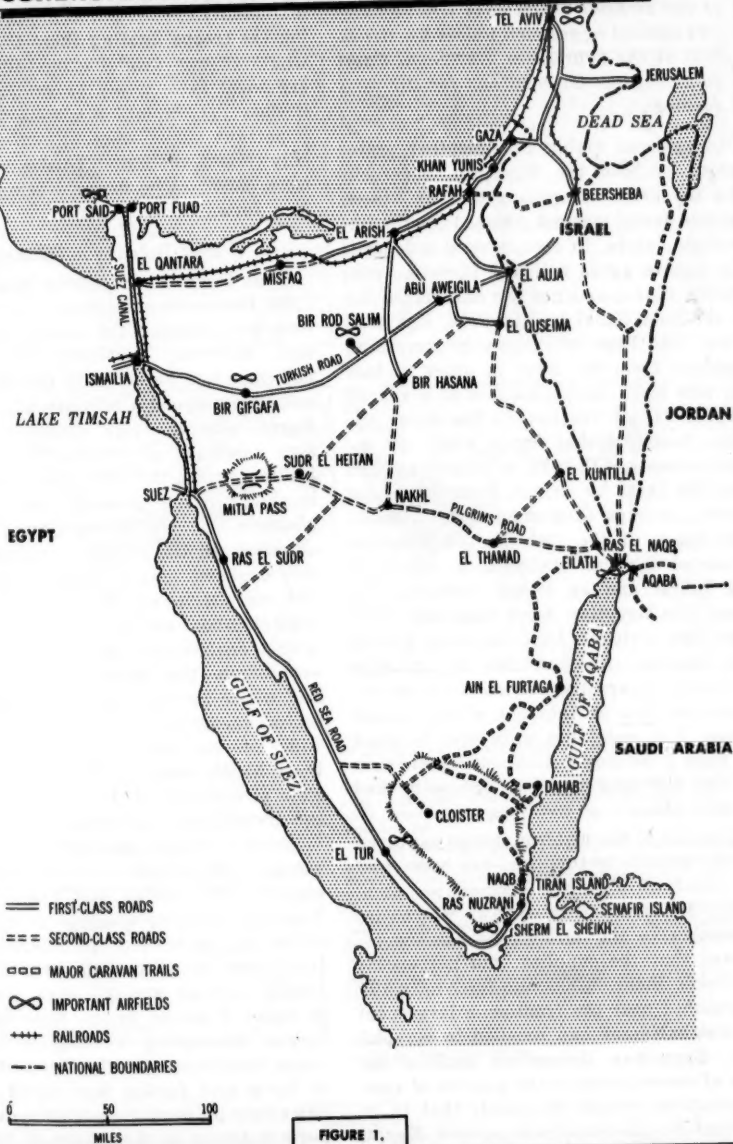 TEL AVIV
JERUSALEM
DEAD SEA
GAZA
KHAN YUNIS
RAFAH
BEERSHEBA
PORT SAID
PORT FUAD
EL ARISH
ISRAEL
EL QANTARA
MISFAQ
EL AUJA
SUEZ CANAL
ABU AWEIGILA
BIR ROD SALIM
EL QUSEIMA
TURKISH ROAD
ISMAILIA
BIR GIFGAFA
BIR HASANA
LAKE TIMSAH
JORDAN
SUDR EL HEITAN
EL KUNTILLA
SUEZ
MITLA PASS
NAKHL
PILGRIMS' ROAD
EGYPT
RAS EL NAQB
EL THAMAD
EILATH
RAS EL SUDR
AQABA
GULF OF AQABA
AIN EL FURTAGA
GULF OF SUEZ
RED SEA ROAD
SAUDI ARABIA
DAHAB
CLOISTER
EL TUR
NAQB
TIRAN ISLAND
RAS NUZRANI
SENAFIR ISLAND
SHERM EL SHEIKH
FIRST-CLASS ROADS
SECOND-CLASS ROADS
MAJOR CARAVAN TRAILS
IMPORTANT AIRFIELDS
RAILROADS
NATIONAL BOUNDARIES
0 50 100
MILES
FIGURE 1.